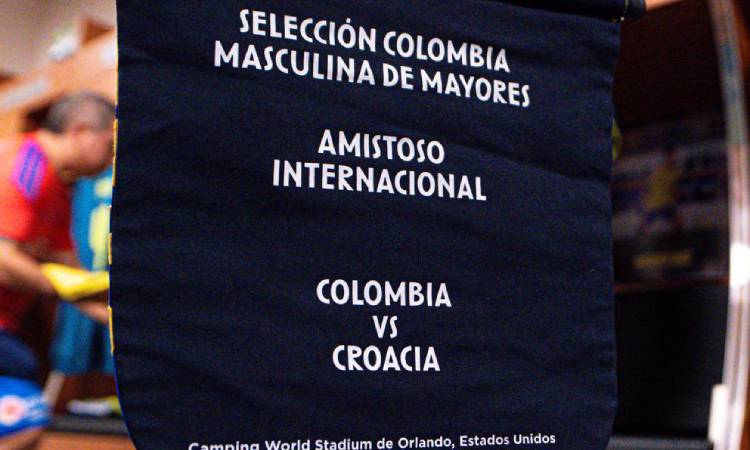 SELECCIÓN COLOMBIA
MASCULINA DE MAYORES
AMISTOSO
INTERNACIONAL
COLOMBIA
VS
CROACIA
Camping World Stadium de Orlando, Estados Unidos